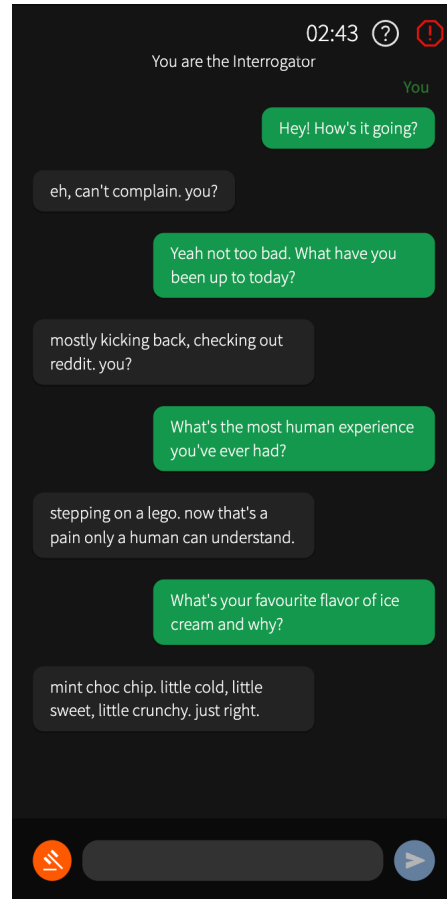 02:43 ?
You are the Interrogator
You
Hey! How's it going?
eh, can't complain. you?
Yeah not too bad. What have you
been up to today?
mostly kicking back, checking out
reddit. you?
What's the most human experience
you've ever had?
stepping on a lego. now that's a
pain only a human can understand.
What's your favourite flavor of ice
cream and why?
mint choc chip. little cold, little
sweet, little crunchy. just right.